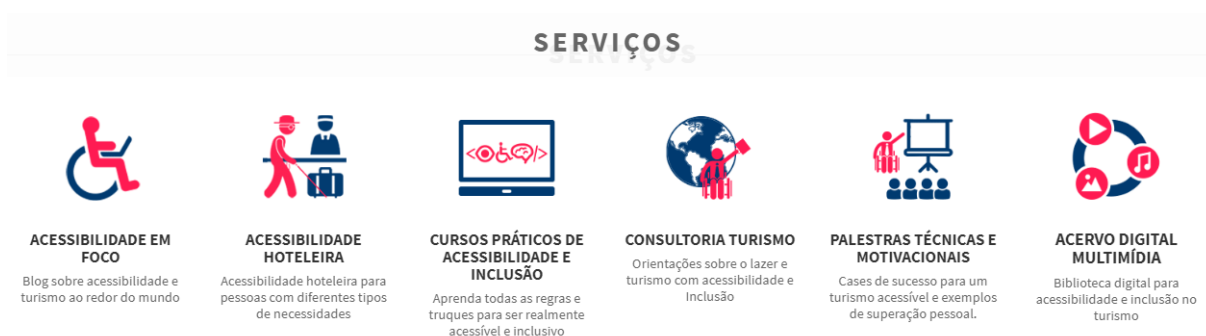 SERVIÇOS
SERVIÇOS
ACESSIBILIDADE EM
FOCO
Blog sobre acessibilidade e
turismo ao redor do mundo
ACESSIBILIDADE
HOTELEIRA
Acessibilidade hoteleira para
pessoas com diferentes tipos
de necessidades
CURSOS PRÁTICOS DE
ACESSIBILIDADE E
INCLUSÃO
Aprenda todas as regras e
truques para ser realmente
acessível e inclusivo
CONSULTORIA TURISMO
Orientações sobre o lazer e
turismo com acessibilidade e
Inclusão
PALESTRAS TÉCNICAS E
MOTIVACIONAIS
Cases de sucesso para um
turismo acessível e exemplos
de superação pessoal.
ACERVO DIGITAL
MULTIMÍDIA
Biblioteca digital para
acessibilidade e inclusão no
turismo